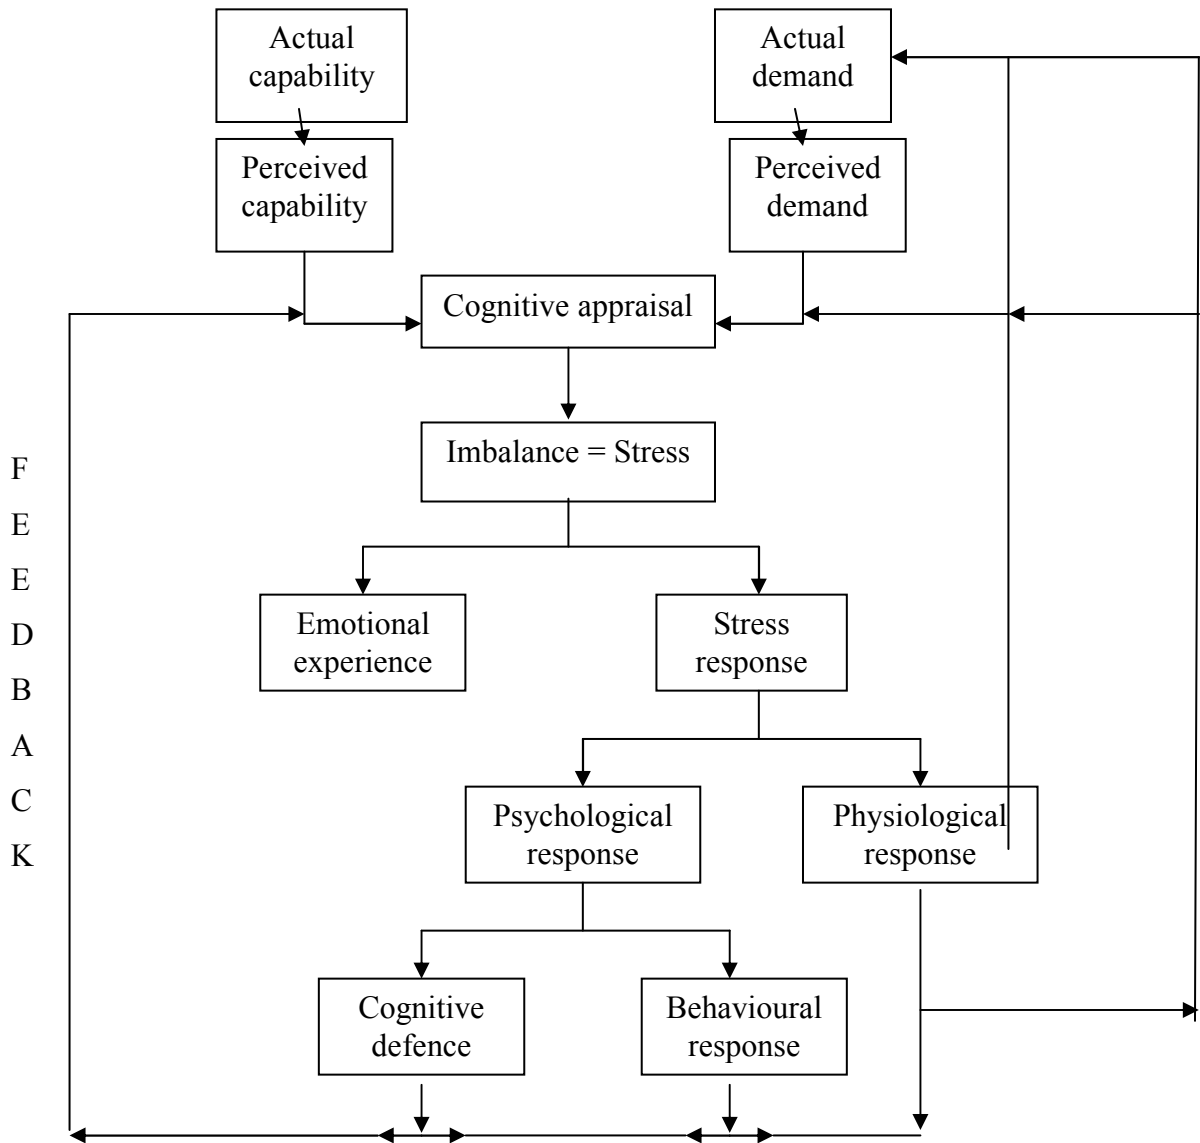 Actual
capability
Actual
demand
Perceived
capability
Perceived
demand
Cognitive appraisal
Imbalance = Stress
F
E
E
D
B
A
C
K
Emotional
experience
Stress
response
Psychological
response
Physiological
response
Cognitive
defence
Behavioural
response